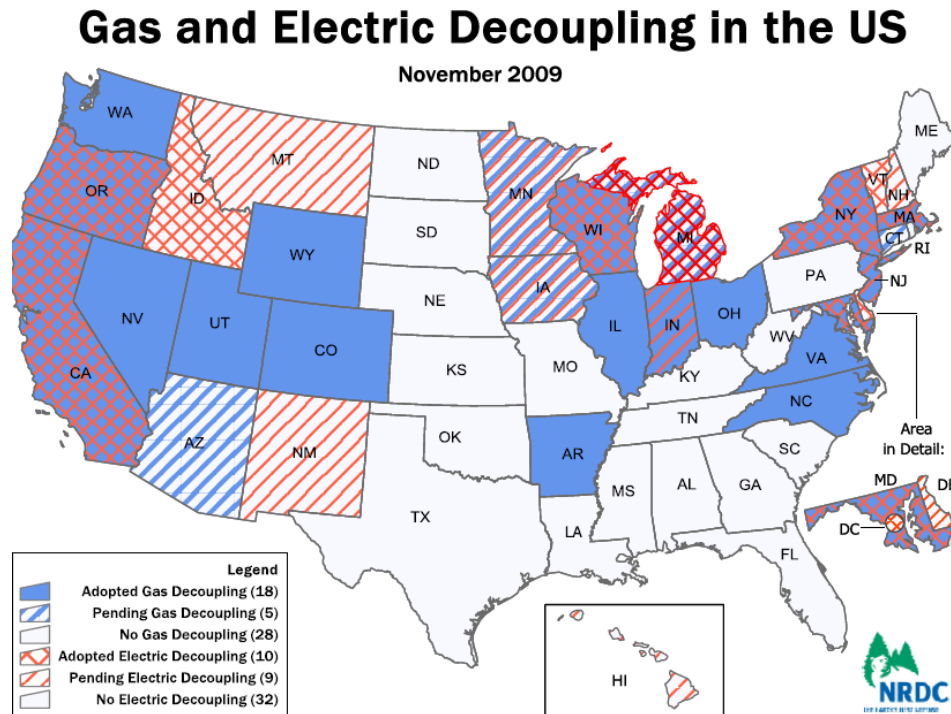 Gas and Electric Decoupling in the US
November 2009
WA
OR
ID
MT
ND
MN
SD
WY
NE
IA
WI
MI
NY
VT
NH
ME
MA
CT
RI
NJ
PA
NV
UT
CO
KS
MO
IL
IN
OH
WV
VA
KY
NC
TN
CA
AZ
NM
OK
AR
TX
LA
MS
AL
GA
SC
FL
Area
in Detail:
MD
DE
DC
HI
Legend
Adopted Gas Decoupling (18)
Pending Gas Decoupling (5)
No Gas Decoupling (28)
Adopted Electric Decoupling (10)
Pending Electric Decoupling (9)
No Electric Decoupling (32)
NRDC